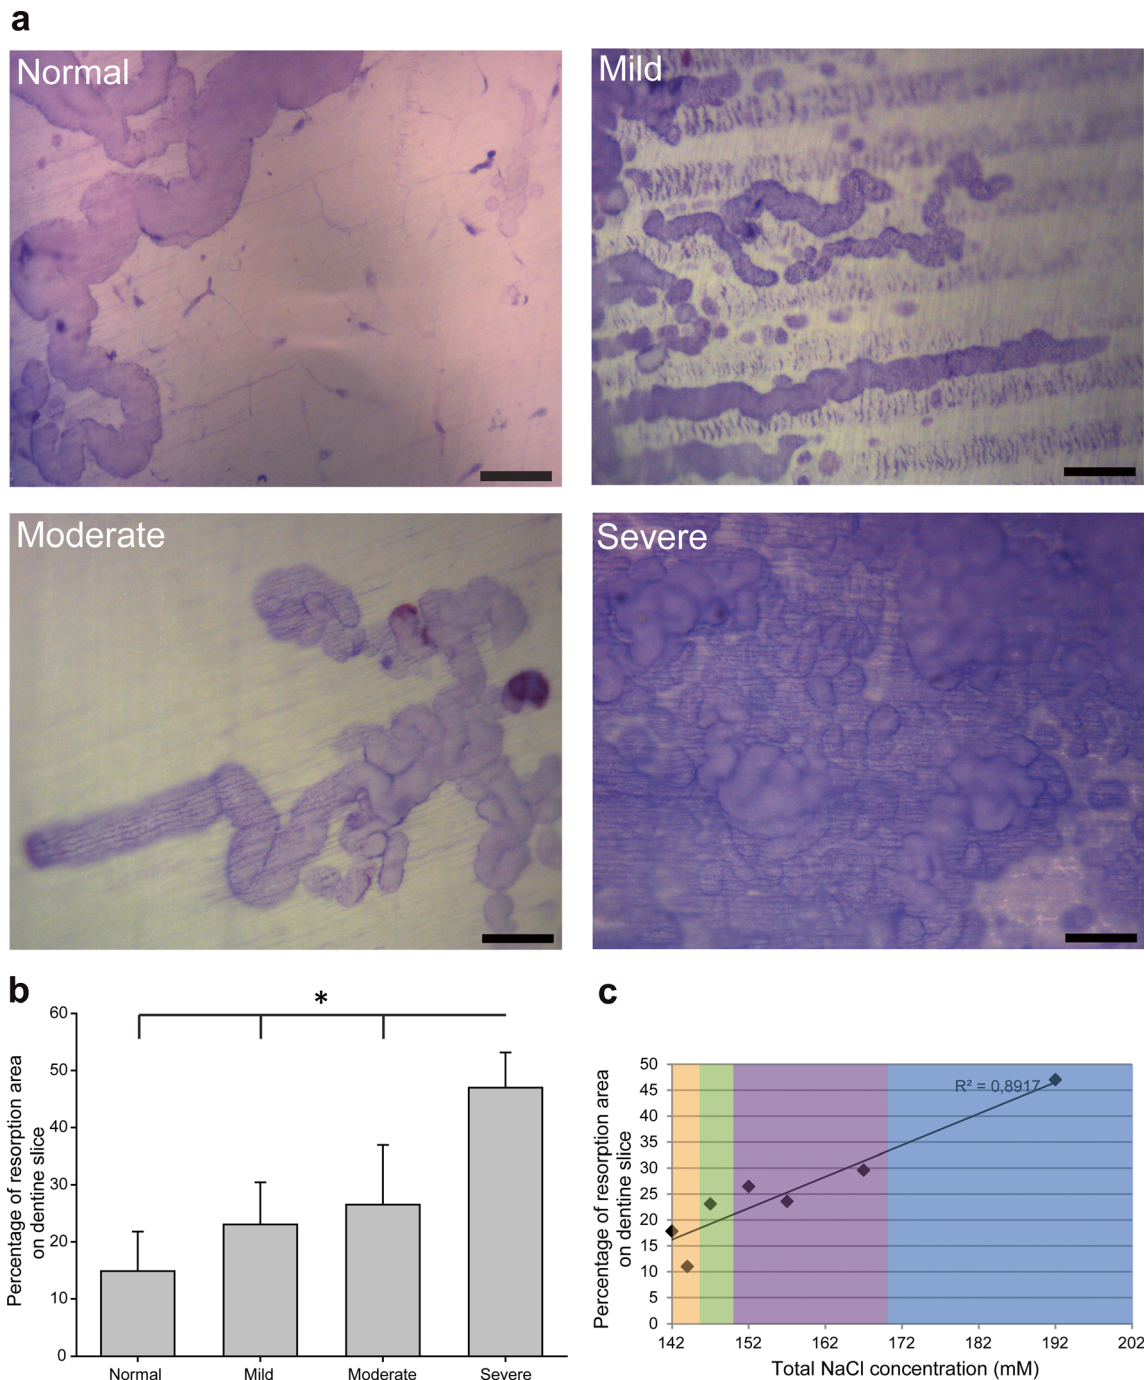 a
Normal
Mild
Moderate
Severe
b
Percentage of resorption area
on dentine slice
60
50
40
30
20
10
0
*
Normal
Mild
Moderate
Severe
c
Percentage of resorption area
on dentine slice
50
45
40
35
30
25
20
15
10
5
0
R² = 0,8917
142
152
162
172
182
192
202
Total NaCl concentration (mM)